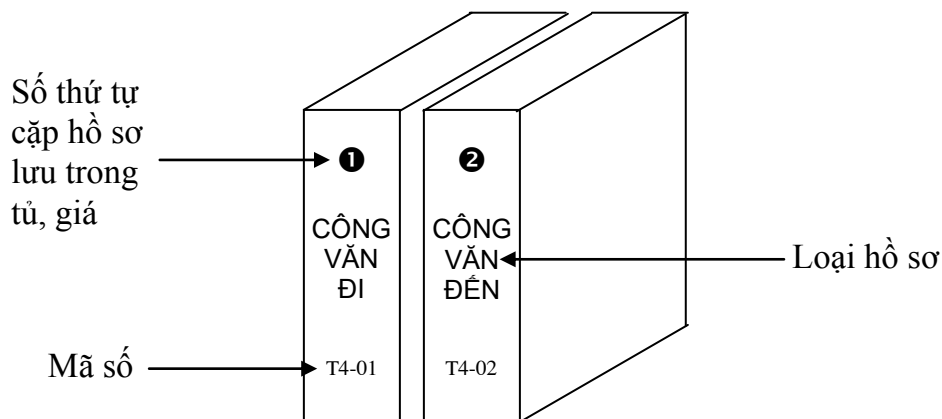 Số thứ tự
cặp hồ sơ
lưu trong
tủ, giá
❶
CÔNG
VĂN
ĐI
T4-01
❷
CÔNG
VĂN
ĐẾN
T4-02
Loại hồ sơ
Mã số